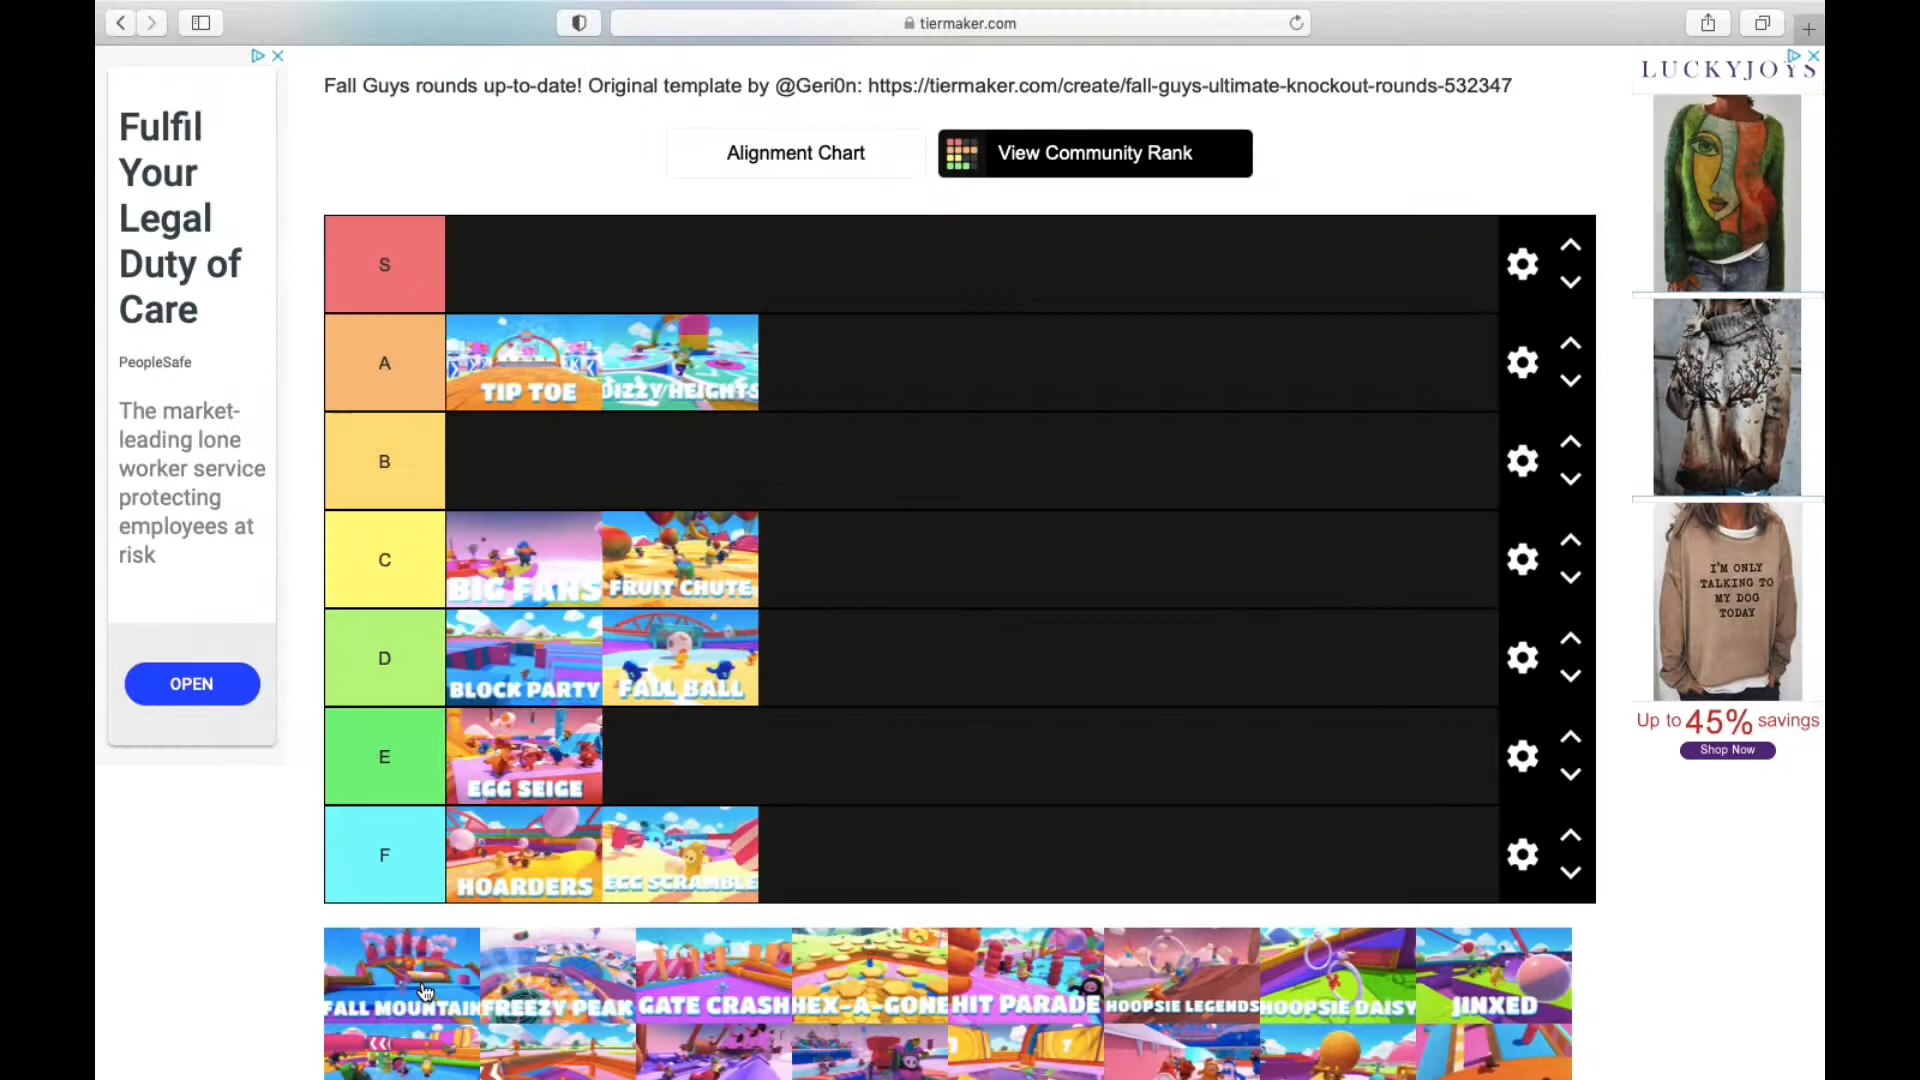 tiermaker.com
Fulfil
Your
Legal
Duty of
Care
PeopleSafe
The market-
leading lone
worker service
protecting
employees at
risk
OPEN
Fall Guys rounds up-to-date! Original template by @Geri0n: https://tiermaker.com/create/fall-guys-ultimate-knockout-rounds-532347
Alignment Chart
View Community Rank
S
A
TIP TOE
DIZZY HEIGHTS
B
C
BIG FANS
FRUIT CHUTE
D
BLOCK PARTY
FALL BALL
E
EGG SEIGE
F
HOARDERS
EGG SCRAMBLE
FALL MOUNTAIN
FREEZY PEAK
GATE CRASH
HEX-A-GONE
HIT PARADE
HOOPSIE LEGENDS
HOOPSIE DAISY
JINXED
7
LUCKYJOYS
I'M ONLY
TALKING TO
MY DOG
TODAY
Up to 45% savings
Shop Now